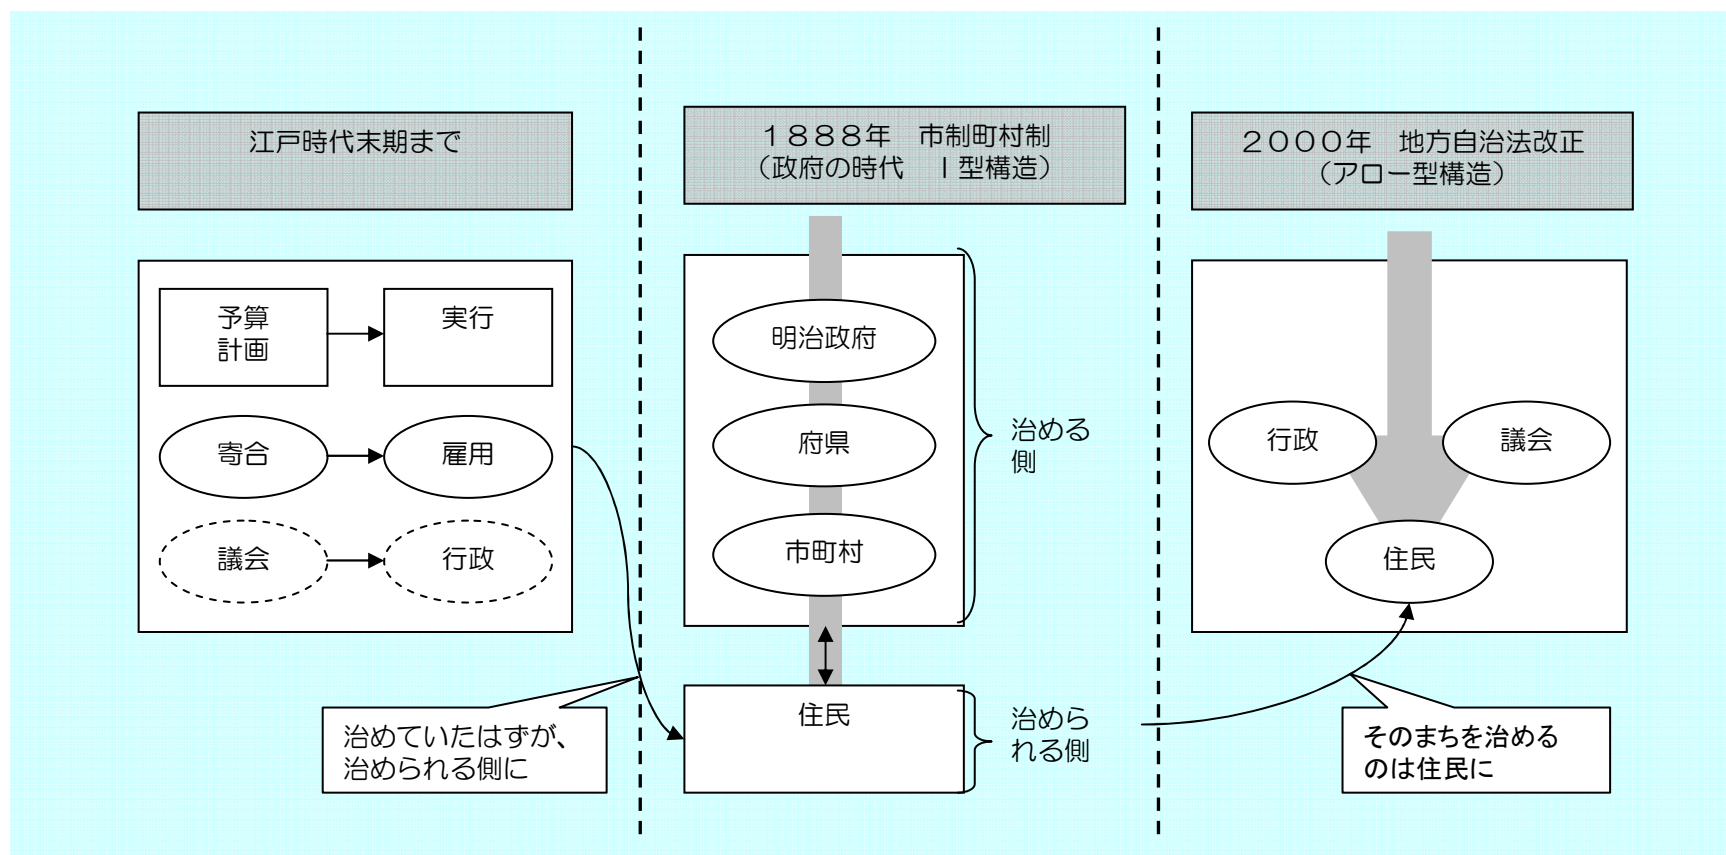 江戸時代末期まで
予算
計画
実行
寄合
雇用
議会
行政
治めていたはずが、
治められる側に
１８８８年　市制町村制
（政府の時代　Ｉ型構造）
明治政府
府県
市町村
治める
側
住民
治めら
れる側
２０００年　地方自治法改正
（アロー型構造）
行政
議会
住民
そのまちを治める
のは住民に